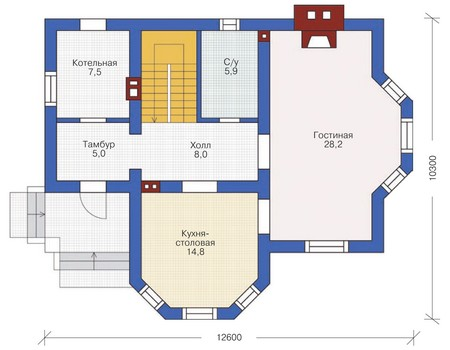 Котельная
7,5
С/у
5,9
Гостиная
28,2
Тамбур
5,0
Холл
8,0
Кухня-
столовая
14,8
10300
12600